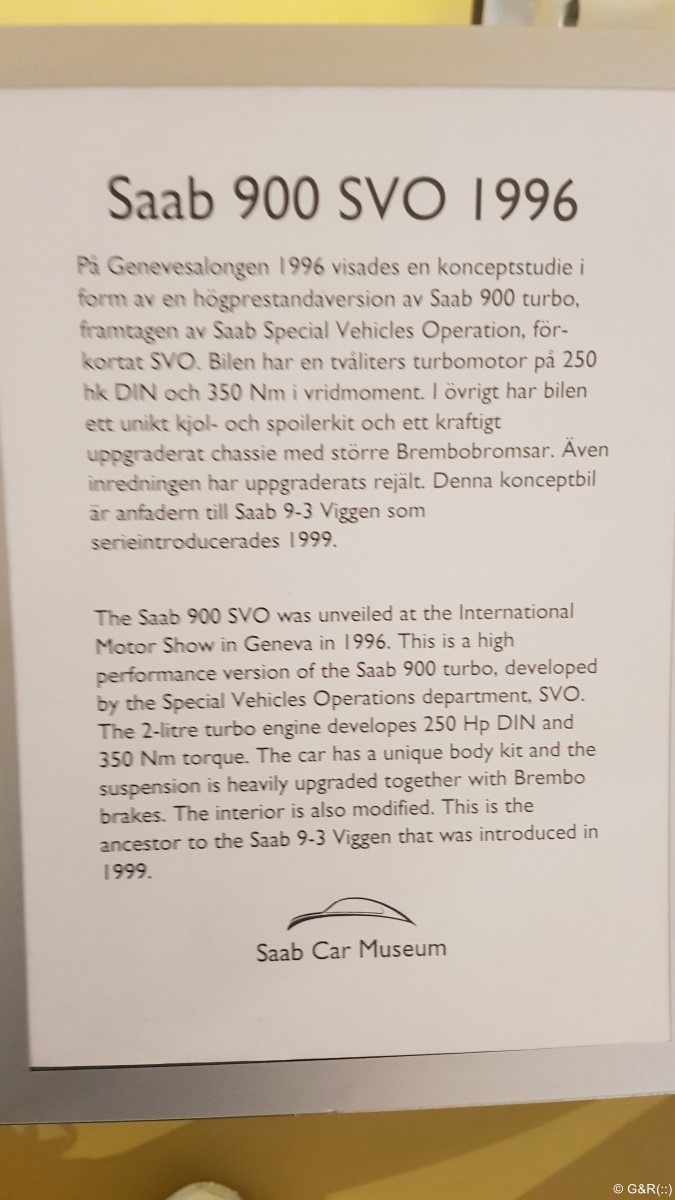 Saab 900 SVO 1996
På Genevesalongen 1996 visades en konceptstudie i
form av en högprestandaversion av Saab 900 turbo,
framtagen av Saab Special Vehicles Operation, för-
kortat SVO. Bilen har en tvåliters turbomotor på 250
hk DIN och 350 Nm i vridmoment. I övrigt har bilen
ett unikt kjol- och spoilerkit och ett kraftigt
uppgraderat chassie med större Brembobromsar. Även
inredningen har uppgraderats rejält. Denna konceptbil
är anfadern till Saab 9-3 Viggen som
serieintroducerades 1999.
The Saab 900 SVO was unveiled at the International
Motor Show in Geneva in 1996. This is a high
performance version of the Saab 900 turbo, developed
by the Special Vehicles Operations department, SVO.
The 2-litre turbo engine developes 250 Hp DIN and
350 Nm torque. The car has a unique body kit and the
suspension is heavily upgraded together with Brembo
brakes. The interior is also modified. This is the
ancestor to the Saab 9-3 Viggen that was introduced in
1999.
Saab Car Museum
© G&R(::)